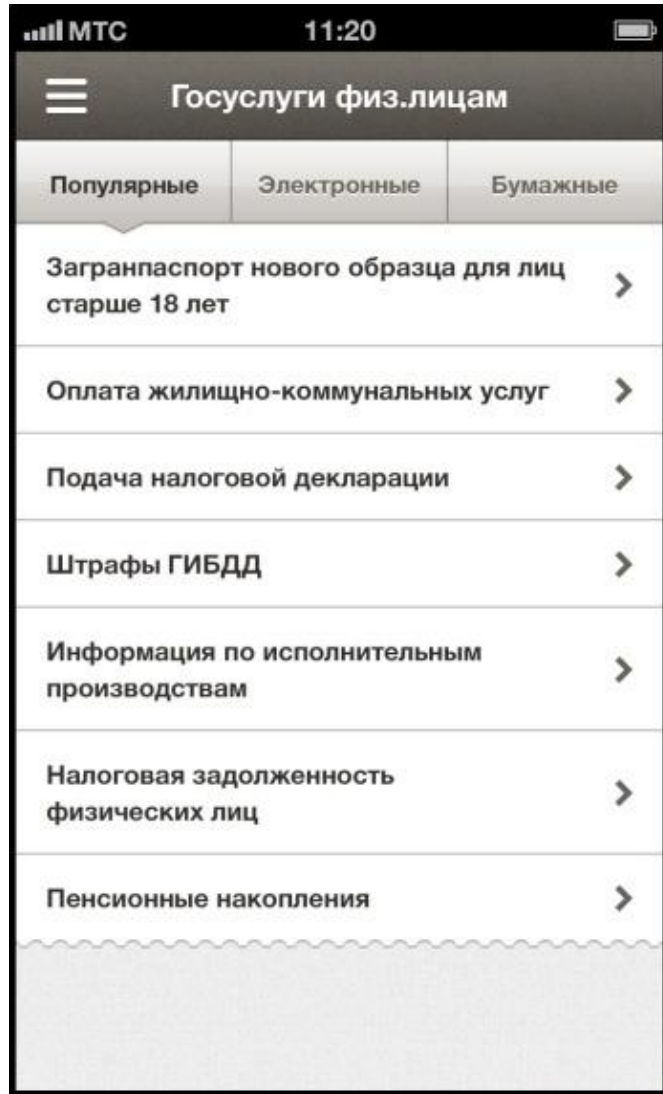 МТС 11:20
Госуслуги физ.лицам
Популярные Электронные Бумажные
Загранпаспорт нового образца для лиц
старше 18 лет
Оплата жилищно-коммунальных услуг
Подача налоговой декларации
Штрафы ГИБДД
Информация по исполнительным
производствам
Налоговая задолженность
физических лиц
Пенсионные накопления